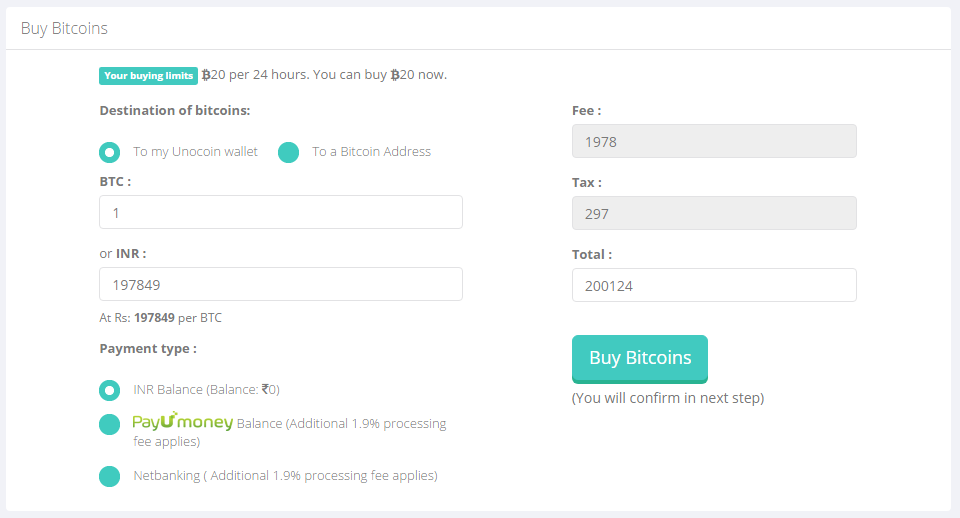 Buy Bitcoins
Your buying limits ₿20 per 24 hours. You can buy ₿20 now.
Destination of bitcoins:
To my Unocoin wallet To a Bitcoin Address
BTC :
1
or INR :
197849
At Rs: 197849 per BTC
Payment type :
INR Balance (Balance: ₹0)
PayUmoney Balance (Additional 1.9% processing
fee applies)
Netbanking ( Additional 1.9% processing fee applies)
Fee :
1978
Tax :
297
Total :
200124
Buy Bitcoins
(You will confirm in next step)